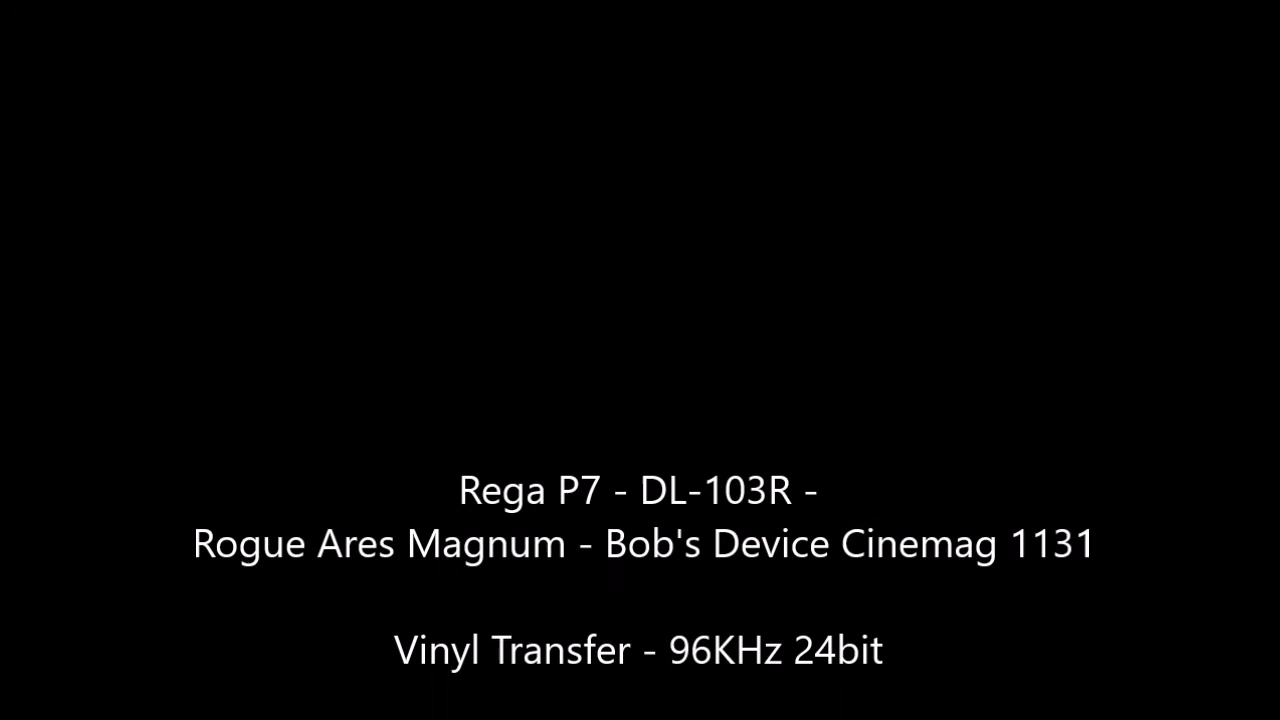 Rega P7 - DL-103R -
Rogue Ares Magnum - Bob's Device Cinemag 1131
Vinyl Transfer - 96KHz 24bit